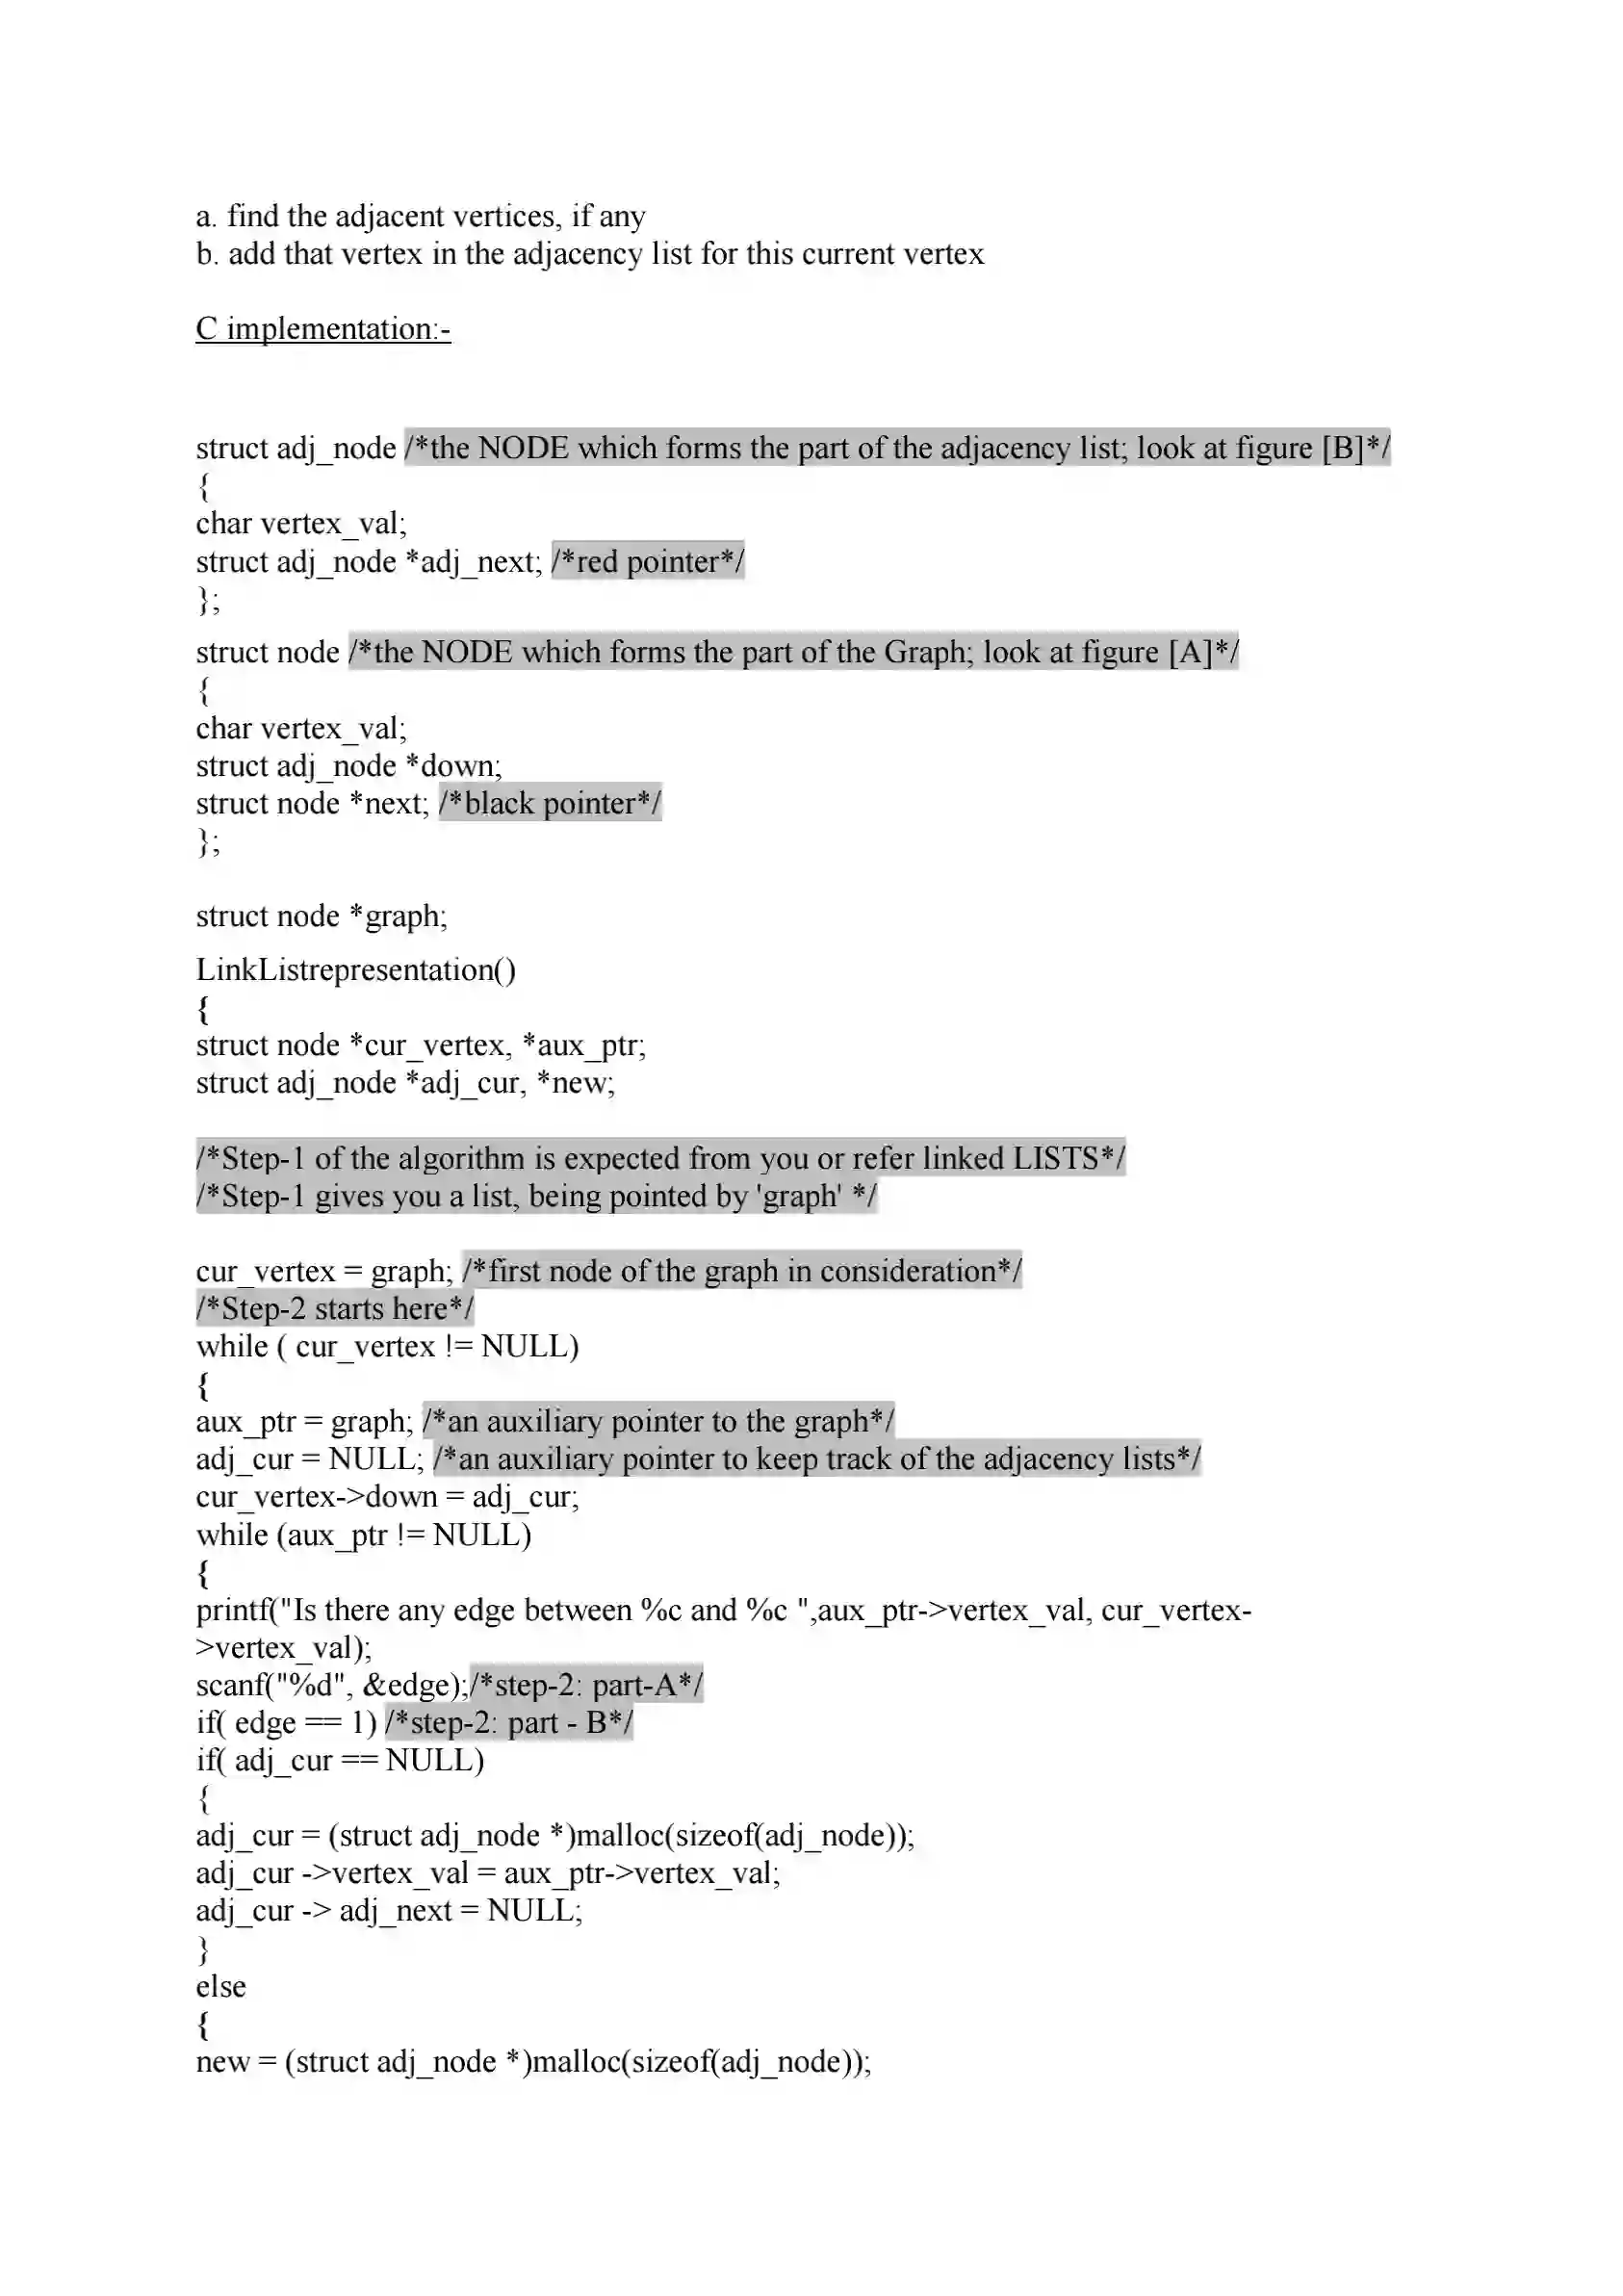 a. find the adjacent vertices, if any
b. add that vertex in the adjacency list for this current vertex
C implementation:-
struct adj_node /*the NODE which forms the part of the adjacency list; look at figure [B]*/
{
char vertex_val;
struct adj_node *adj_next; /*red pointer*/
};
struct node /*the NODE which forms the part of the Graph; look at figure [A]*/
{
char vertex_val;
struct adj_node *down;
struct node *next; /*black pointer*/
};
struct node *graph;
LinkListrepresentation()
{
struct node *cur_vertex, *aux_ptr;
struct adj_node *adj_cur, *new;
/*Step-1 of the algorithm is expected from you or refer linked LISTS*/
/*Step-1 gives you a list, being pointed by 'graph' */
cur_vertex = graph; /*first node of the graph in consideration*/
/*Step-2 starts here*/
while ( cur_vertex != NULL)
{
aux_ptr = graph; /*an auxiliary pointer to the graph*/
adj_cur = NULL; /*an auxiliary pointer to keep track of the adjacency lists*/
cur_vertex->down = adj_cur;
while (aux_ptr != NULL)
{
printf("Is there any edge between %c and %c ",aux_ptr->vertex_val, cur_vertex-
>vertex_val);
scanf("%d", &edge);/*step-2: part-A*/
if( edge == 1) /*step-2: part - B*/
if( adj_cur == NULL)
{
adj_cur = (struct adj_node *)malloc(sizeof(adj_node));
adj_cur ->vertex_val = aux_ptr->vertex_val;
adj_cur -> adj_next = NULL;
}
else
{
new = (struct adj_node *)malloc(sizeof(adj_node));